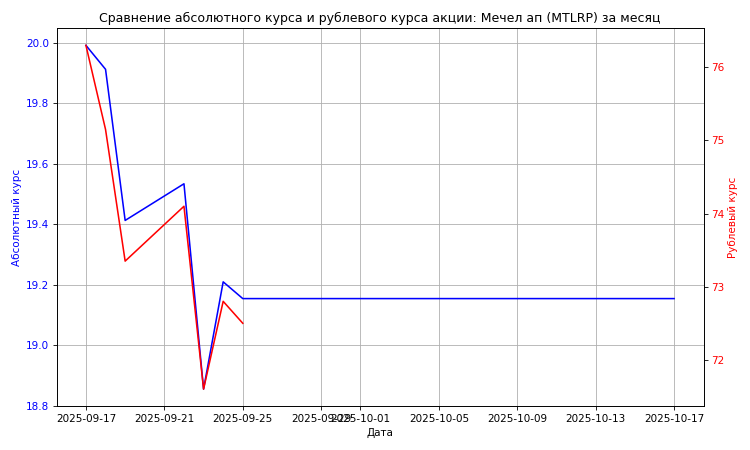 Сравнение абсолютного курса и рублевого курса акции: Мечел ап (MTLRP) за месяц
Абсолютный курс
20.0
19.8
19.6
19.4
19.2
19.0
18.8
76
75
74
73
72
Рублевый курс
2025-09-17 2025-09-21 2025-09-25 2025-09-29 2025-10-01 2025-10-05 2025-10-09 2025-10-13 2025-10-17
Дата